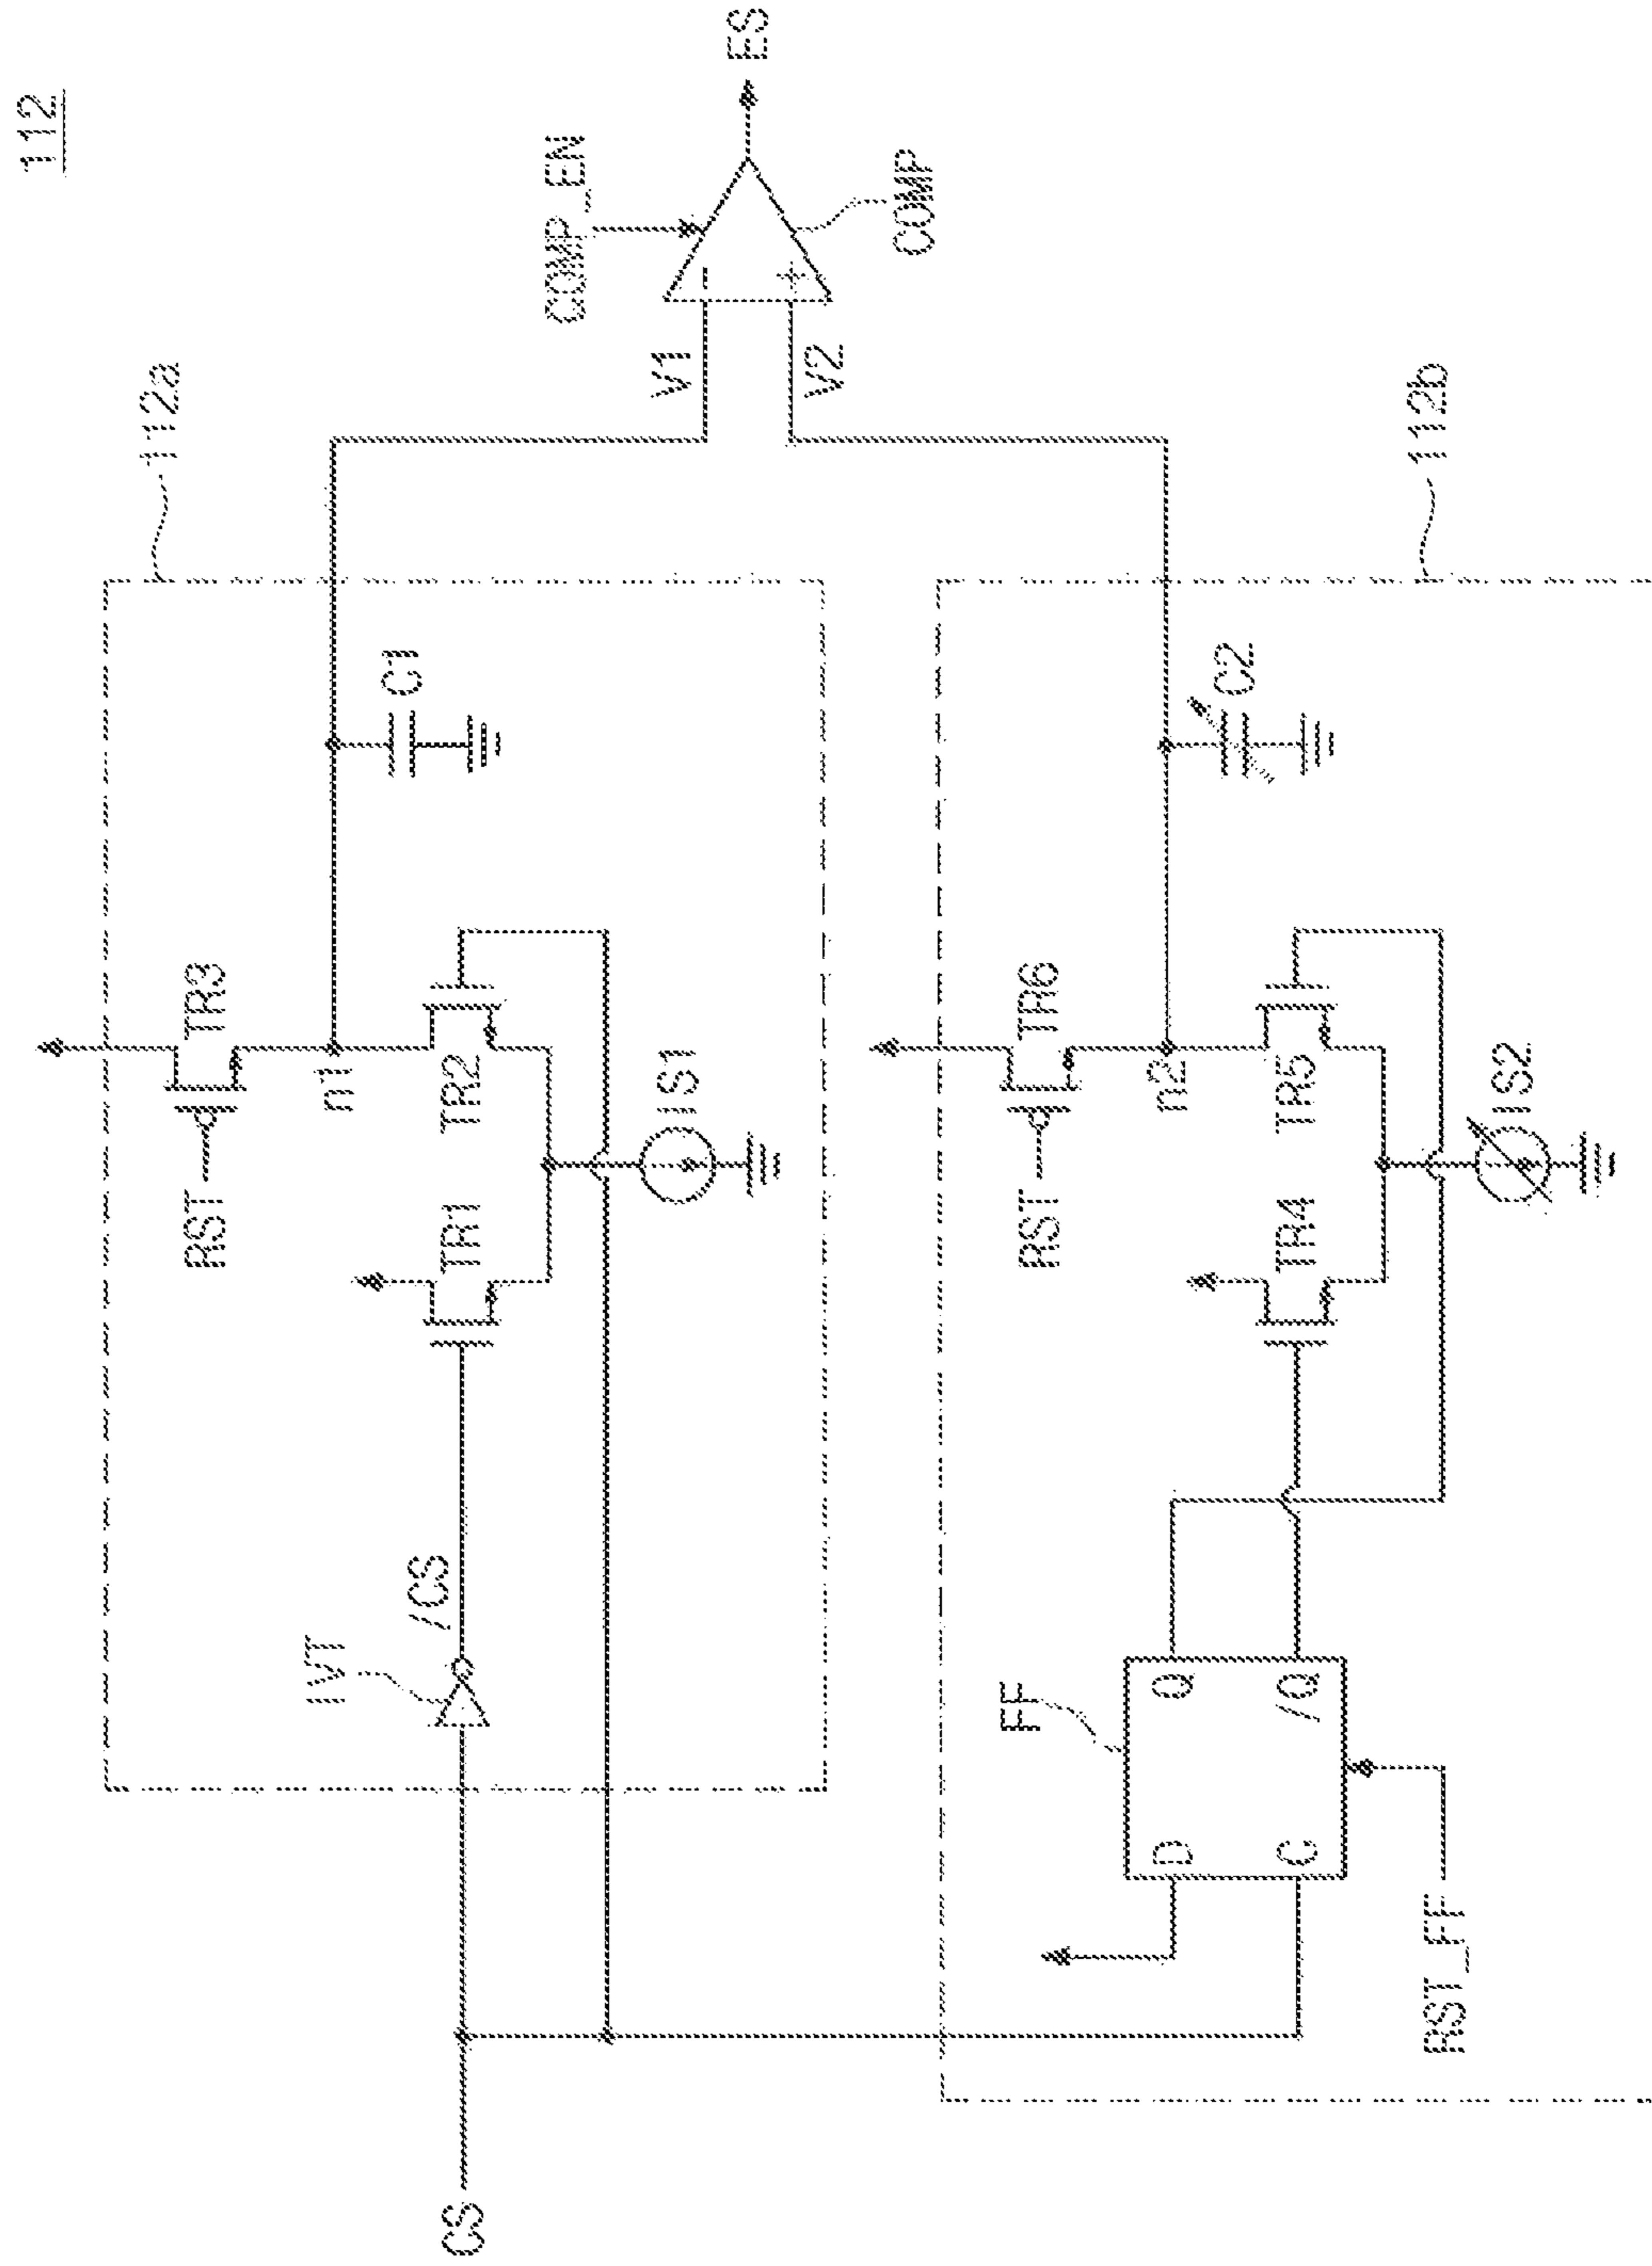 112
112a
TR3
RST
n1
C1
IVT
/CS
TR1
TR2
IS1
CS
V1
V2
COMP_EN
COMP
ES
112b
TR6
RST
n2
C2
FF
D
Q
C
/Q
TR4
TR5
IS2
RST_FF
-
+